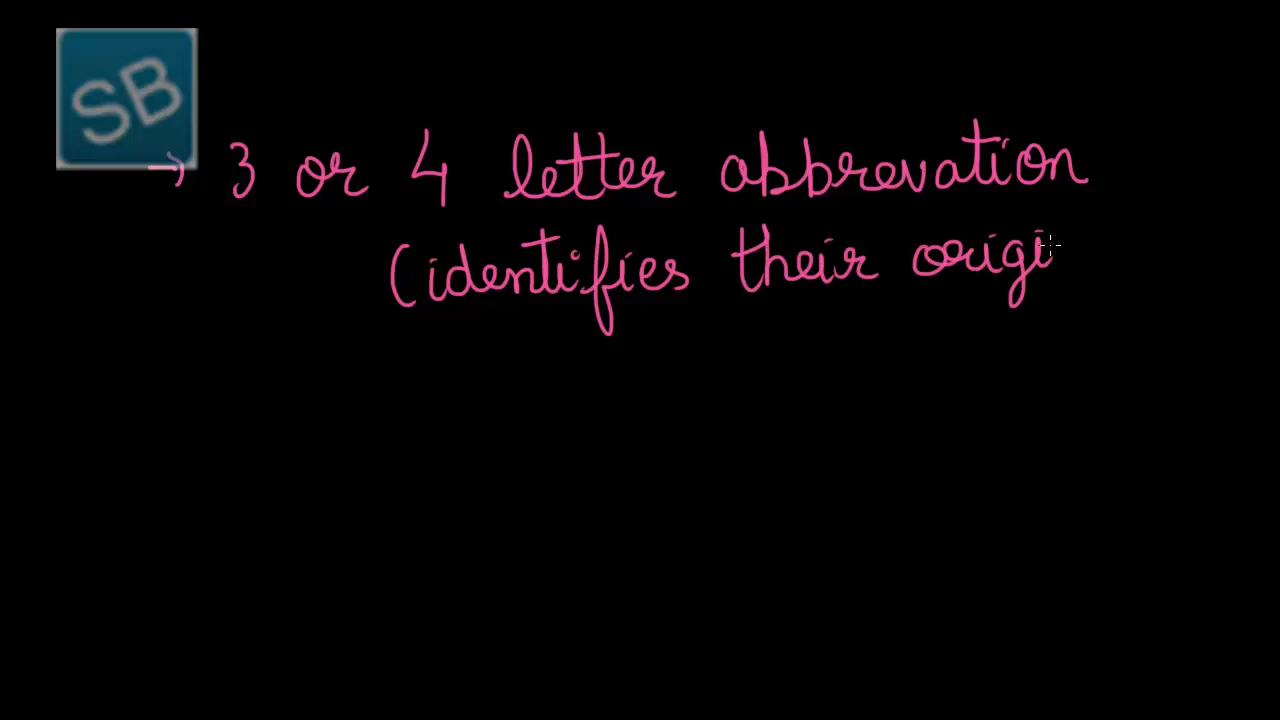 SB
→ 3 or 4 letter abbrevation
(identifies their origi